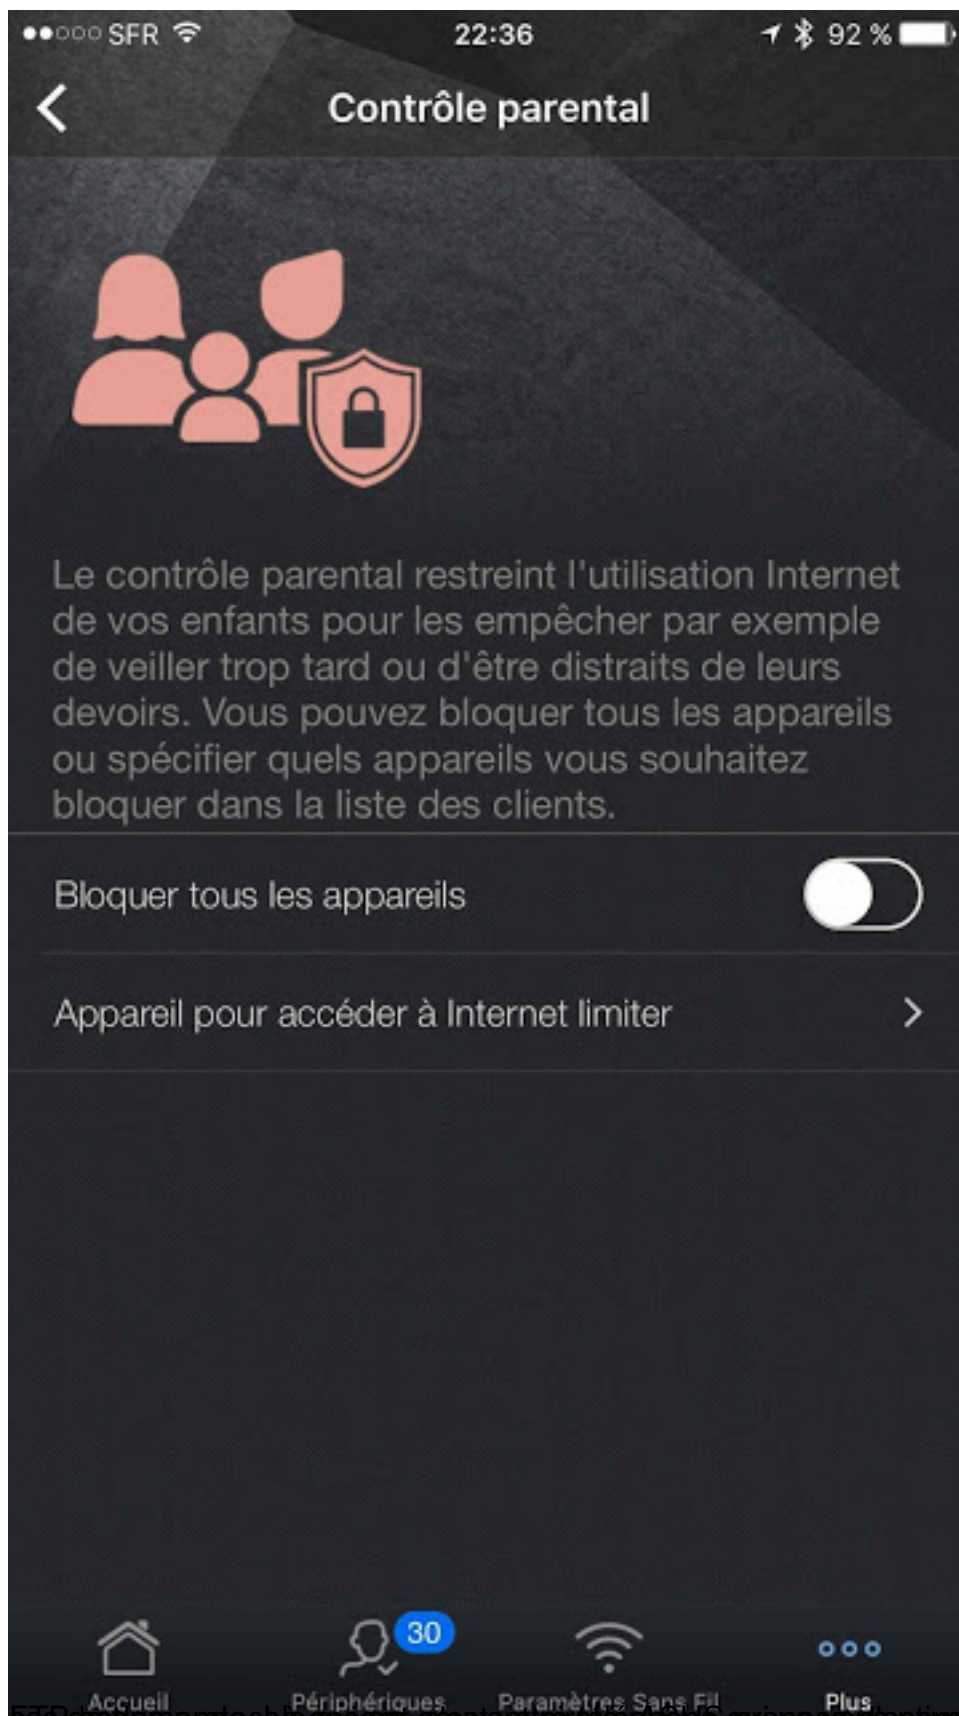 SFR 22:36 92 %
Contrôle parental
Le contrôle parental restreint l'utilisation Internet
de vos enfants pour les empêcher par exemple
de veiller trop tard ou d'être distraits de leurs
devoirs. Vous pouvez bloquer tous les appareils
ou spécifier quels appareils vous souhaitez
bloquer dans la liste des clients.
Bloquer tous les appareils
Appareil pour accéder à Internet limiter
30
Accueil Périphériques Paramètres Sans Fil Plus